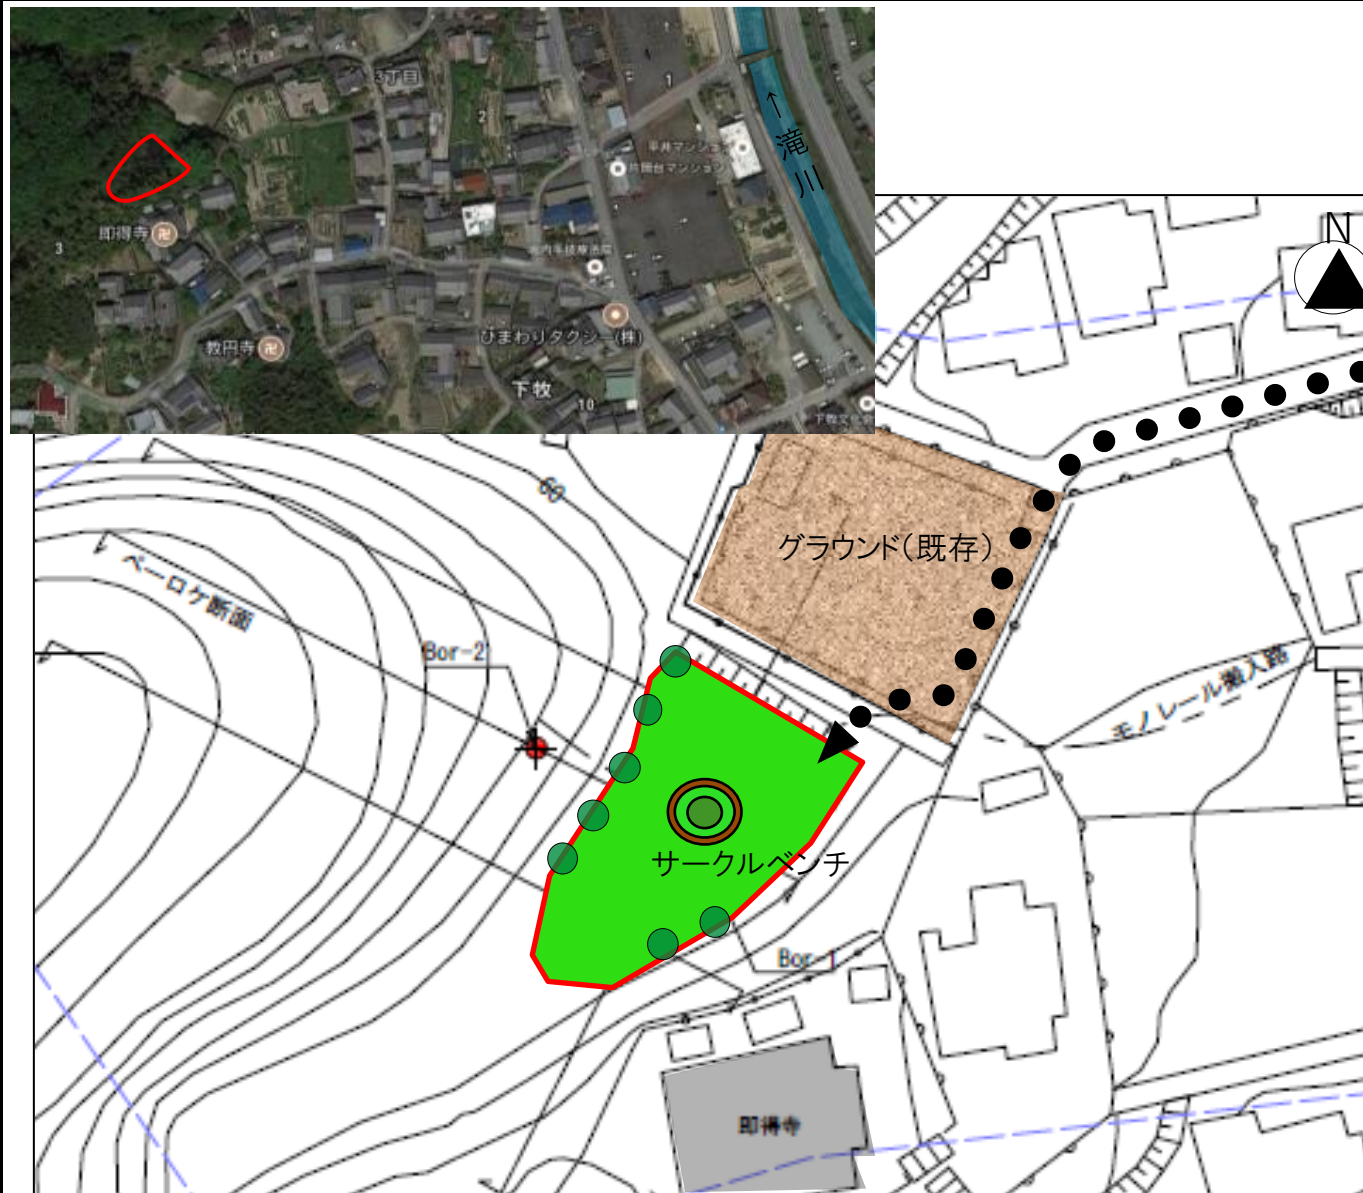 3丁目
1
2
平井マンション
片岡台マンション
←滝川
即得寺
3
ひまわりタクシー(株)
教円寺
下牧
10
N
60
グラウンド(既存)
ベーロケ断面
Bor-2
モノレール搬入路
サークルベンチ
Bor-1
即得寺